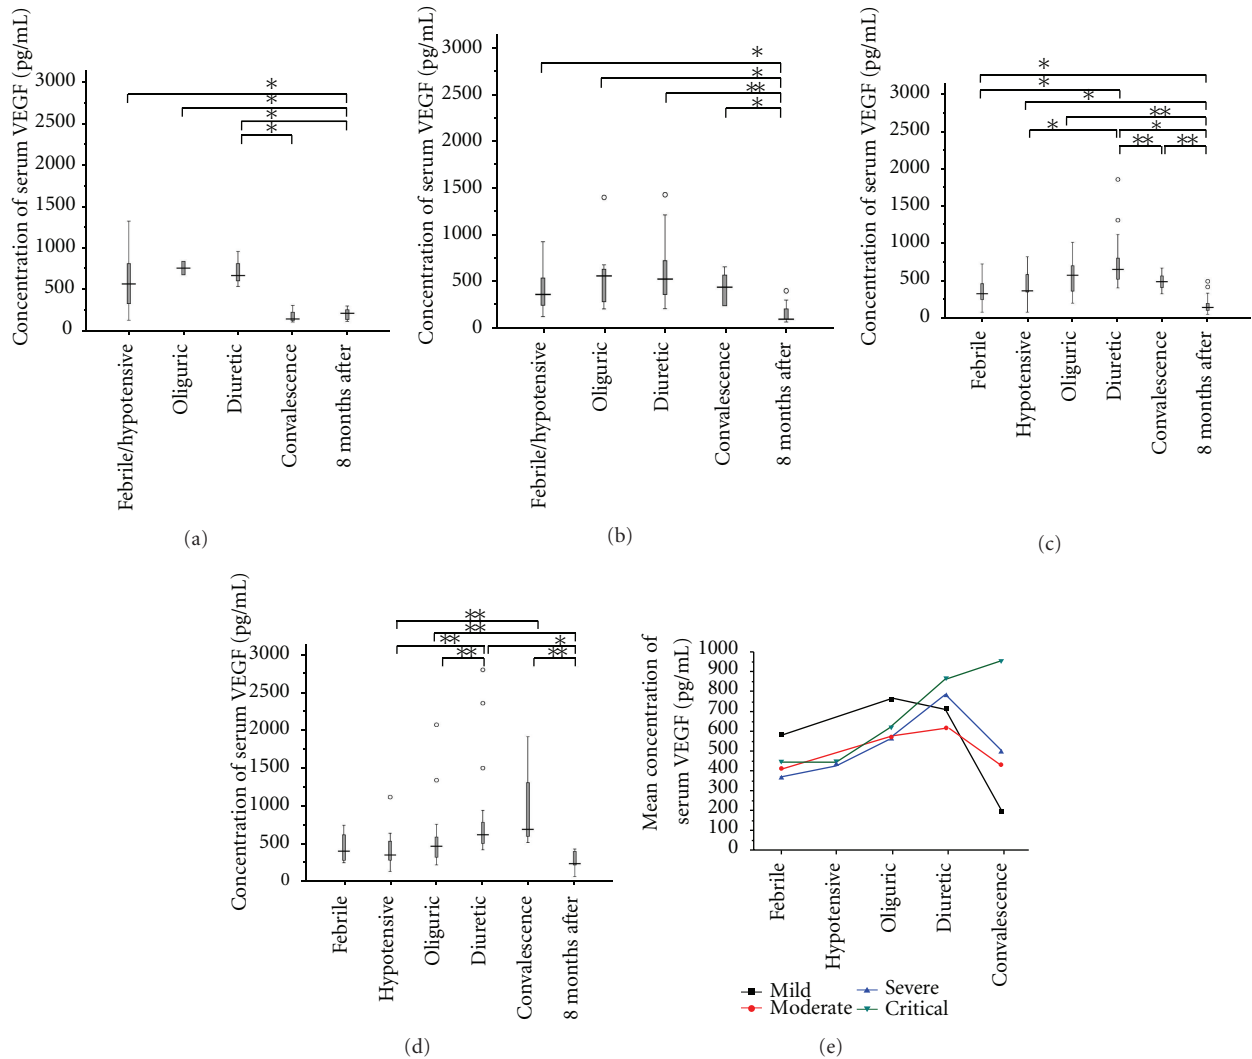 Concentration of serum VEGF (pg/mL)
3000
2500
2000
1500
1000
500
0
*
*
*
*
Febrile/hypotensive
Oliguric
Diuretic
Convalescence
8 months after
(a)
Concentration of serum VEGF (pg/mL)
3000
2500
2000
1500
1000
500
0
*
*
**
*
Febrile/hypotensive
Oliguric
Diuretic
Convalescence
8 months after
(b)
Concentration of serum VEGF (pg/mL)
3000
2500
2000
1500
1000
500
0
*
*
*
**
* *
** **
Febrile
Hypotensive
Oliguric
Diuretic
Convalescence
8 months after
(c)
Concentration of serum VEGF (pg/mL)
3000
2500
2000
1500
1000
500
0
**
**
** *
** **
Febrile
Hypotensive
Oliguric
Diuretic
Convalescence
8 months after
(d)
Mean concentration of
serum VEGF (pg/mL)
1000
900
800
700
600
500
400
300
200
100
0
Febrile
Hypotensive
Oliguric
Diuretic
Convalescence
Mild Severe
Moderate Critical
(e)